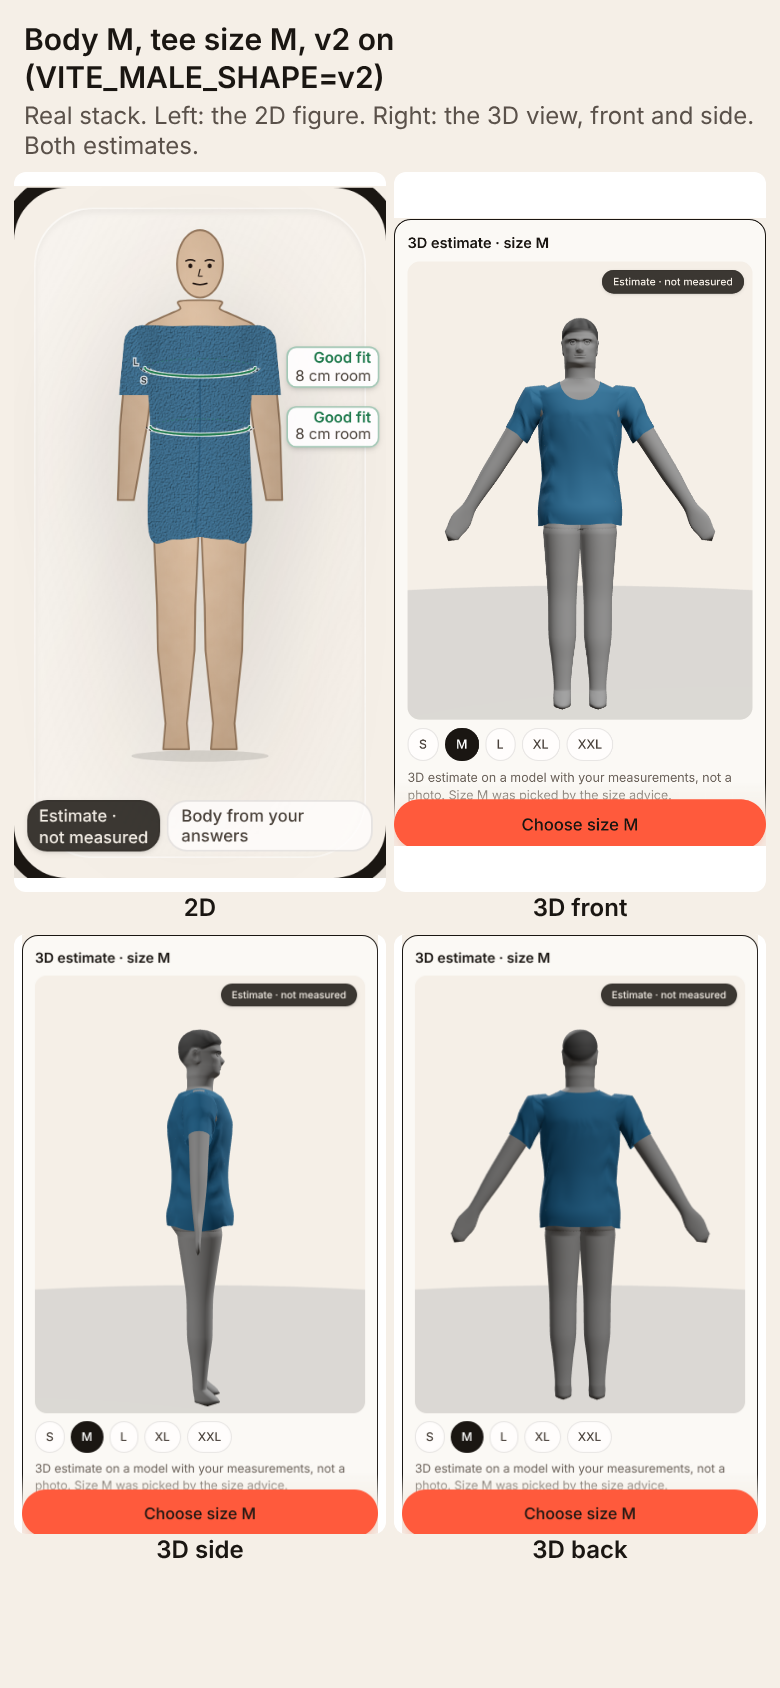 Body M, tee size M, v2 on
(VITE_MALE_SHAPE=v2)
Real stack. Left: the 2D figure. Right: the 3D view, front and side.
Both estimates.
L
S
Good fit
8 cm room
Good fit
8 cm room
Estimate ·
not measured
Body from your
answers
2D
3D estimate · size M
Estimate · not measured
S M L XL XXL
3D estimate on a model with your measurements, not a
photo. Size M was picked by the size advice.
Choose size M
3D front
3D estimate · size M
Estimate · not measured
S M L XL XXL
3D estimate on a model with your measurements, not a
photo. Size M was picked by the size advice.
Choose size M
3D side
3D estimate · size M
Estimate · not measured
S M L XL XXL
3D estimate on a model with your measurements, not a
photo. Size M was picked by the size advice.
Choose size M
3D back